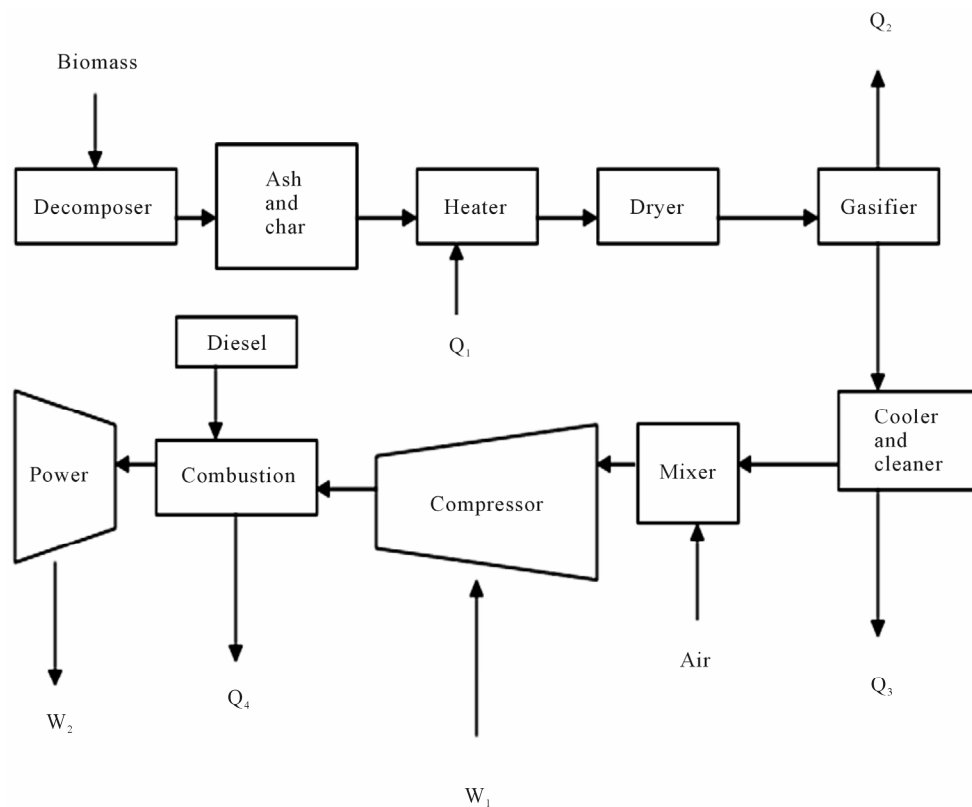 Q₂
Biomass
Decomposer
Ash
and
char
Heater
Dryer
Gasifier
Q₁
Diesel
Power
Combustion
Compressor
Mixer
Cooler
and
cleaner
Air
Q₃
Q₄
W₂
W₁